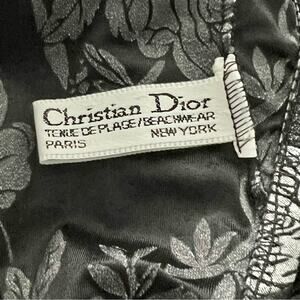 Christian Dior
TENUE DE PLAGE/BEACHWEAR
PARIS NEW YORK